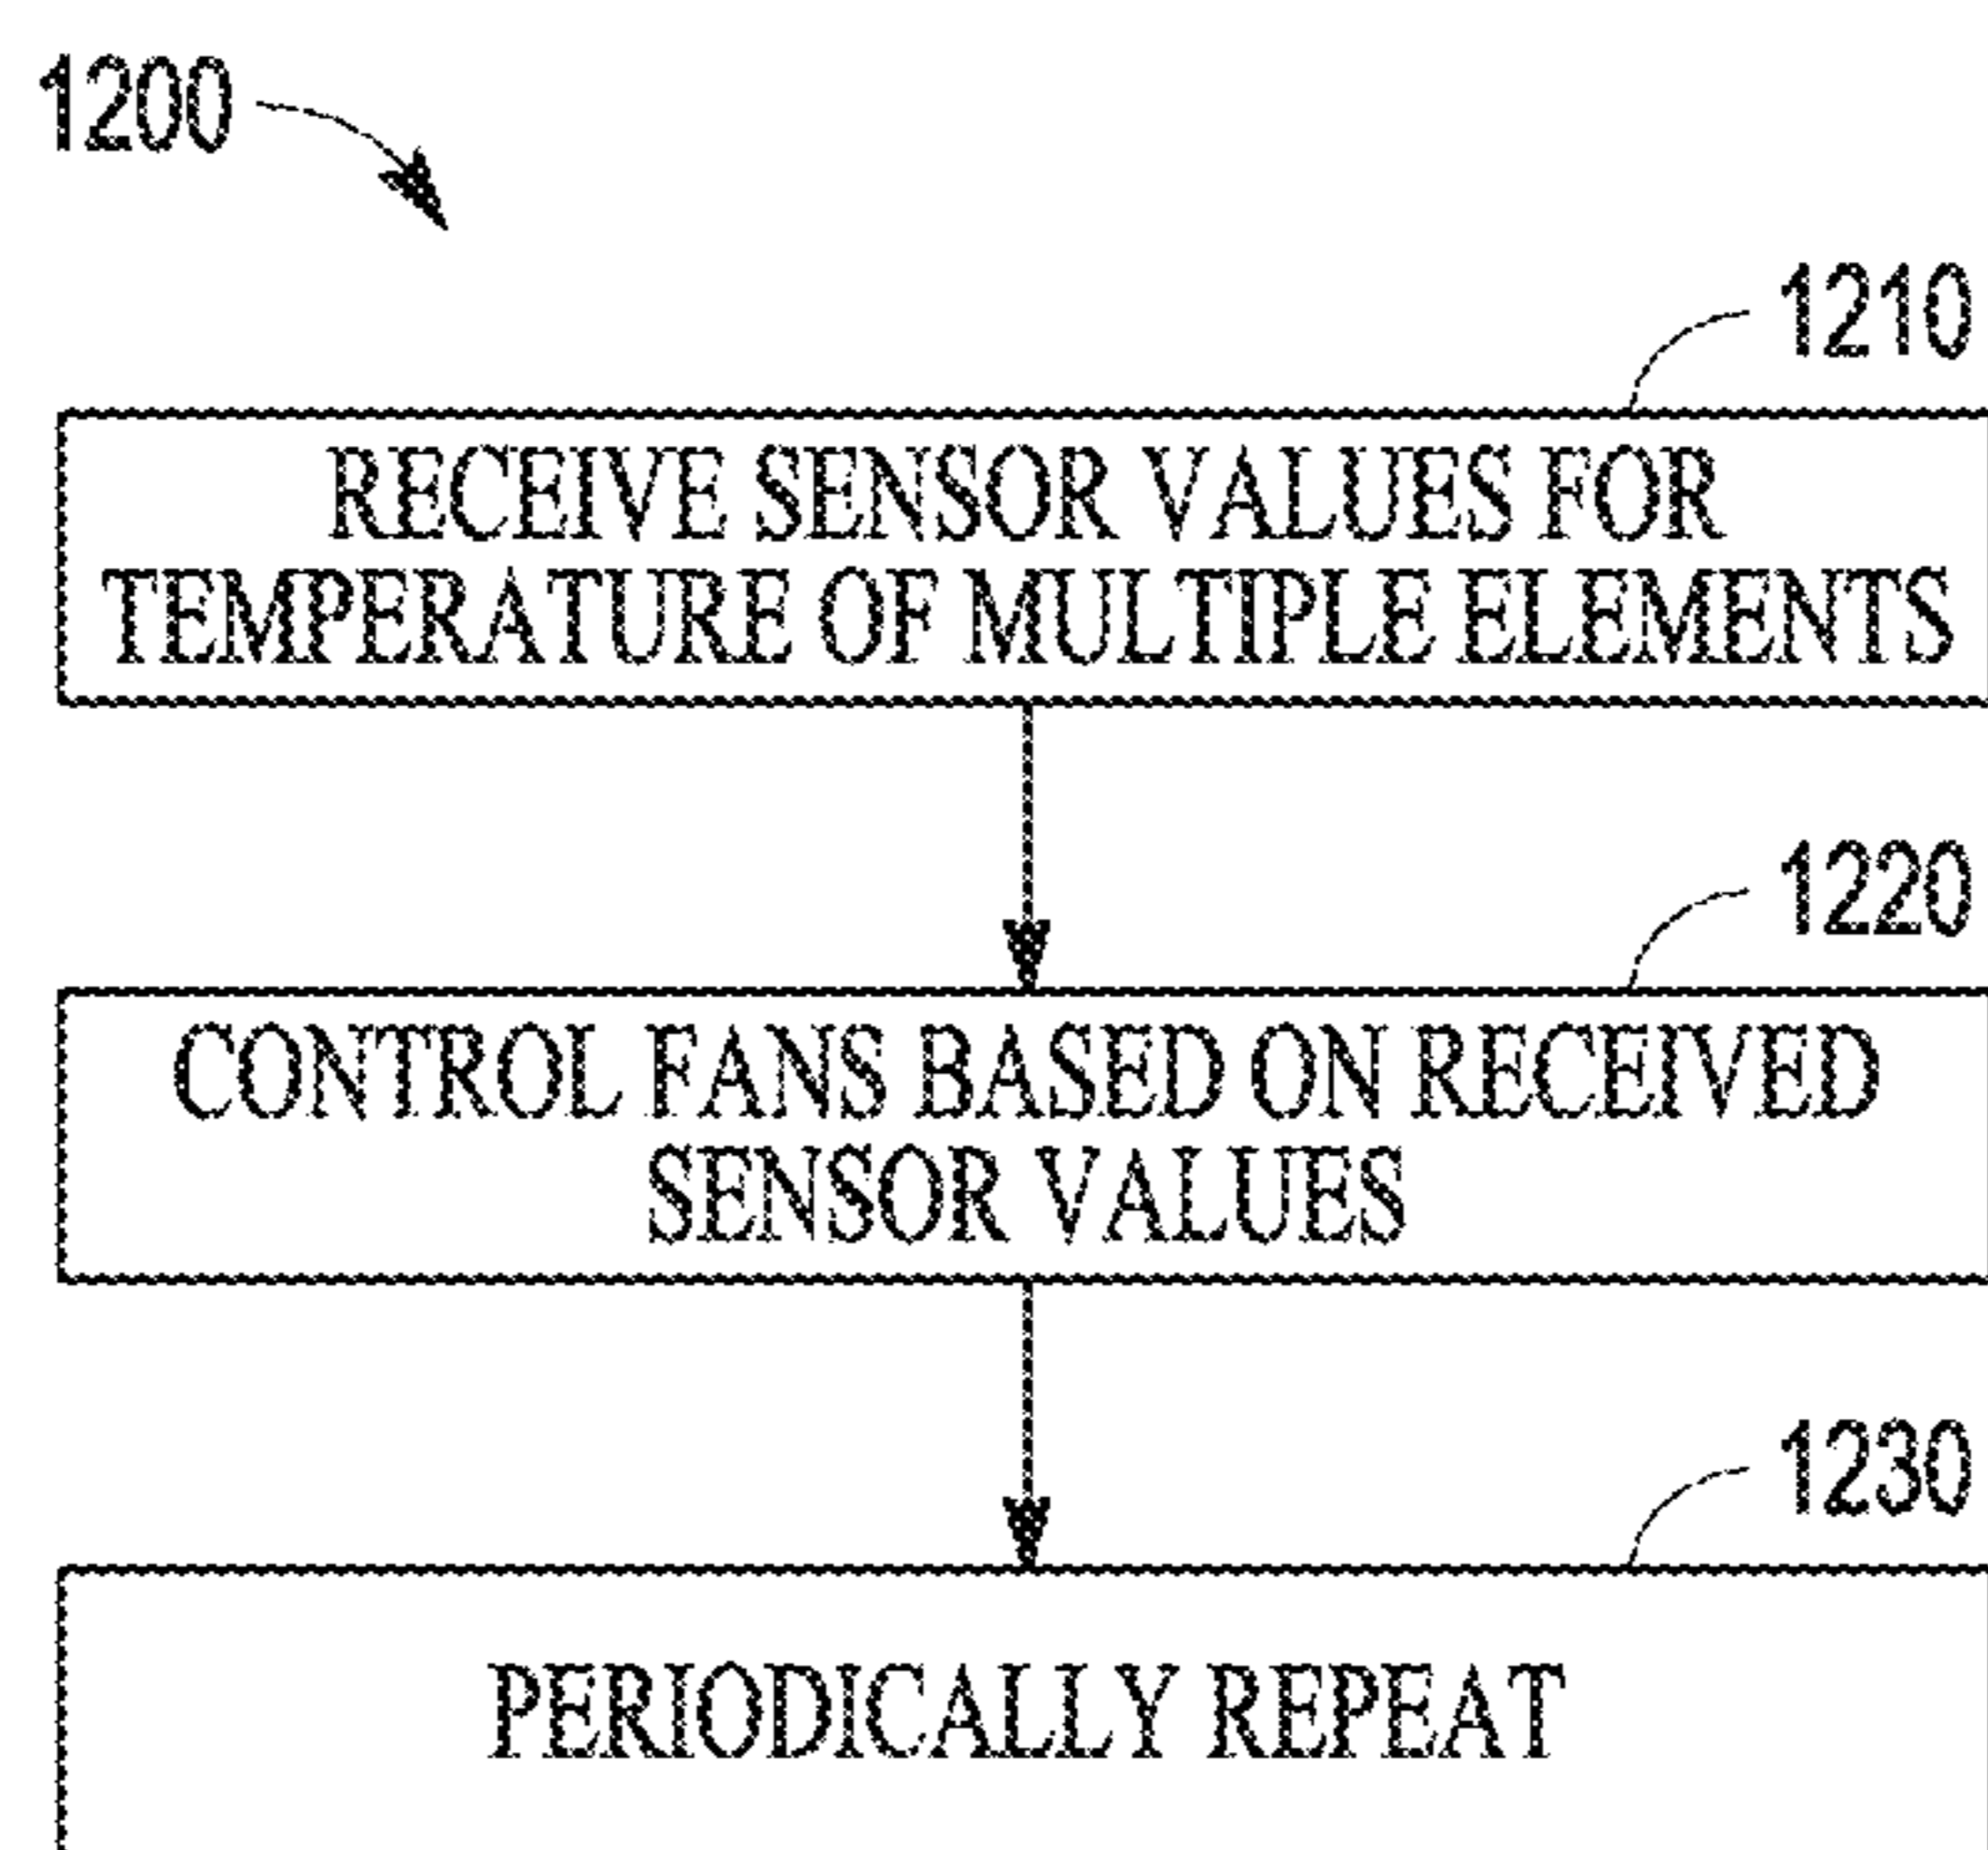 1200
1210
RECEIVE SENSOR VALUES FOR
TEMPERATURE OF MULTIPLE ELEMENTS
1220
CONTROL FANS BASED ON RECEIVED
SENSOR VALUES
1230
PERIODICALLY REPEAT